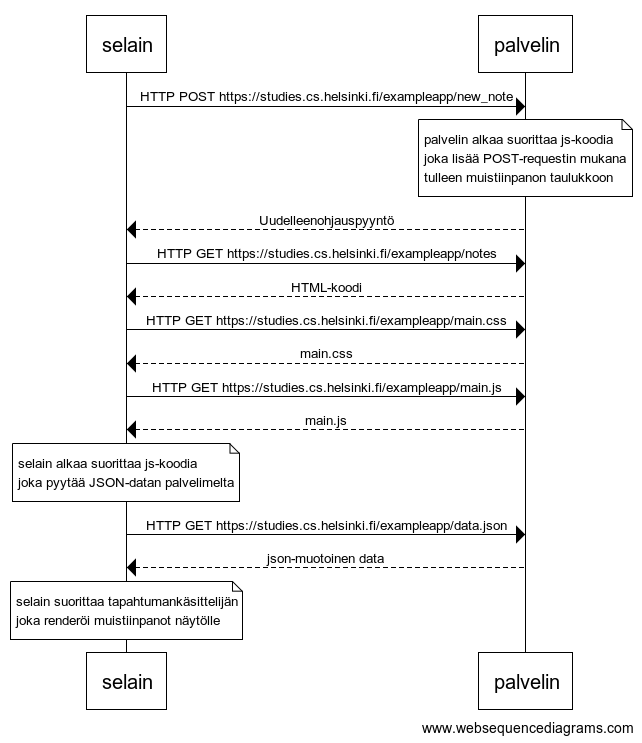 selain
palvelin
HTTP POST https://studies.cs.helsinki.fi/exampleapp/new_note
palvelin alkaa suorittaa js-koodia
joka lisää POST-requestin mukana
tulleen muistiinpanon taulukkoon
Uudelleenohjauspyyntö
HTTP GET https://studies.cs.helsinki.fi/exampleapp/notes
HTML-koodi
HTTP GET https://studies.cs.helsinki.fi/exampleapp/main.css
main.css
HTTP GET https://studies.cs.helsinki.fi/exampleapp/main.js
main.js
selain alkaa suorittaa js-koodia
joka pyytää JSON-datan palvelimelta
HTTP GET https://studies.cs.helsinki.fi/exampleapp/data.json
json-muotoinen data
selain suorittaa tapahtumankäsittelijän
joka renderöi muistiinpanot näytölle
selain
palvelin
www.websequencediagrams.com